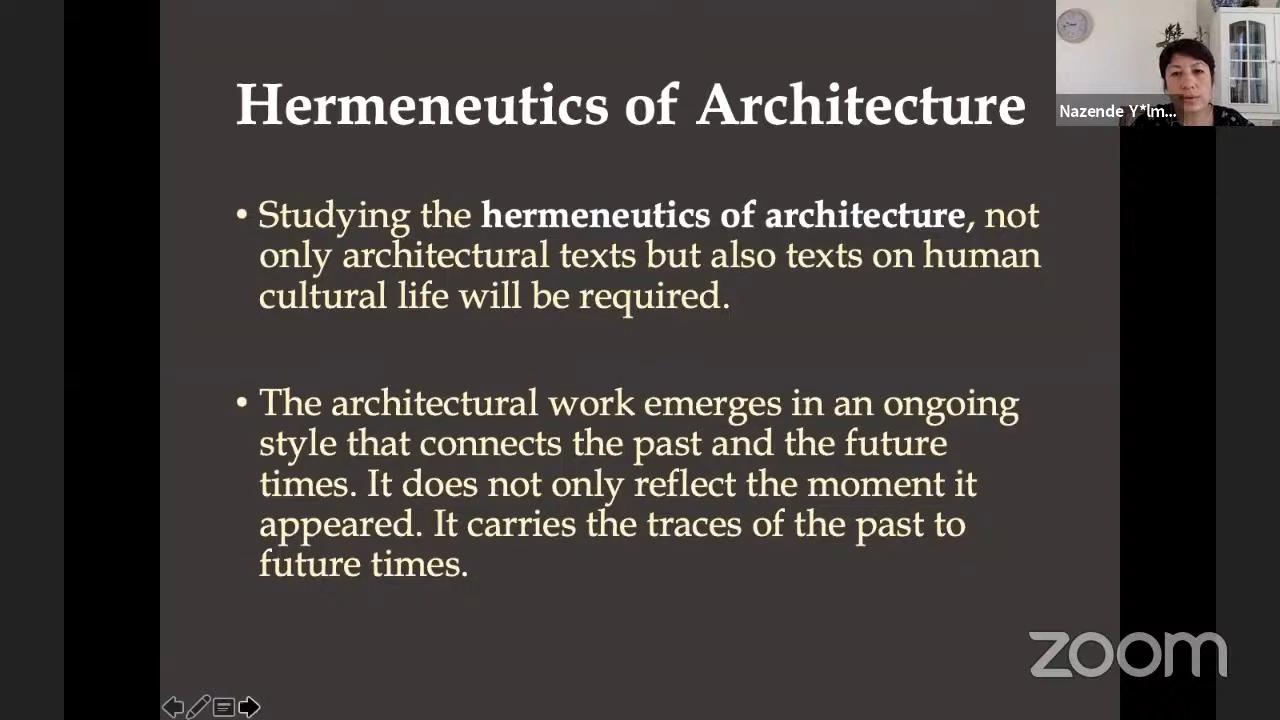 Hermeneutics of Architecture
Nazende Y*lm...
• Studying the hermeneutics of architecture, not
only architectural texts but also texts on human
cultural life will be required.
• The architectural work emerges in an ongoing
style that connects the past and the future
times. It does not only reflect the moment it
appeared. It carries the traces of the past to
future times.
zoom